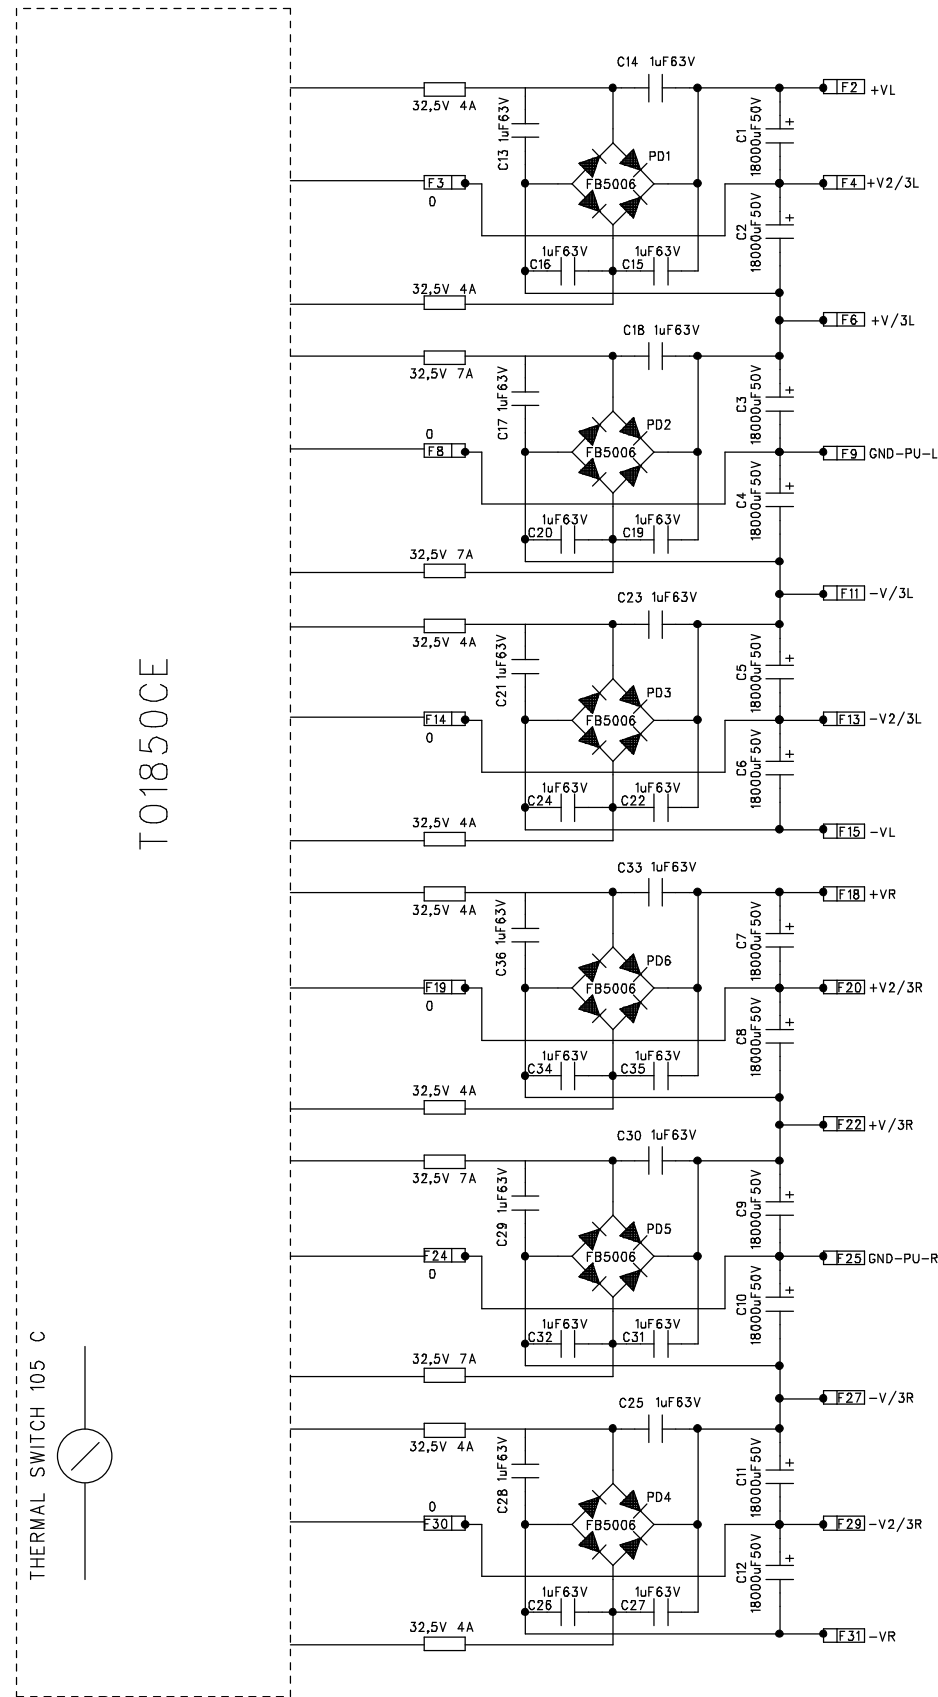 TO1850CE
THERMAL SWITCH 105 C
C14 1uF63V
32,5V 4A
C13 1uF63V
PD1
FB5006
C1
18000uF50V
+
F2 +VL
F3
0
F4 +V2/3L
C2
18000uF50V
+
1uF63V
C16
1uF63V
C15
32,5V 4A
F6 +V/3L
C18 1uF63V
32,5V 7A
C17 1uF63V
PD2
FB5006
C3
18000uF50V
+
0
F8
F9 GND-PU-L
C4
18000uF50V
+
1uF63V
C20
1uF63V
C19
32,5V 7A
F11 -V/3L
C23 1uF63V
32,5V 4A
C21 1uF63V
PD3
FB5006
C5
18000uF50V
+
F14
0
F13 -V2/3L
C6
18000uF50V
+
1uF63V
C24
1uF63V
C22
32,5V 4A
F15 -VL
C33 1uF63V
32,5V 4A
C36 1uF63V
PD6
FB5006
C7
18000uF50V
+
F18 +VR
F19
0
F20 +V2/3R
C8
18000uF50V
+
1uF63V
C34
1uF63V
C35
32,5V 4A
F22 +V/3R
C30 1uF63V
32,5V 7A
C29 1uF63V
PD5
FB5006
C9
18000uF50V
+
F24
0
F25 GND-PU-R
C10
18000uF50V
+
1uF63V
C32
1uF63V
C31
32,5V 7A
F27 -V/3R
C25 1uF63V
32,5V 4A
C28 1uF63V
PD4
FB5006
C11
18000uF50V
+
0
F30
F29 -V2/3R
C12
18000uF50V
+
1uF63V
C26
1uF63V
C27
32,5V 4A
F31 -VR